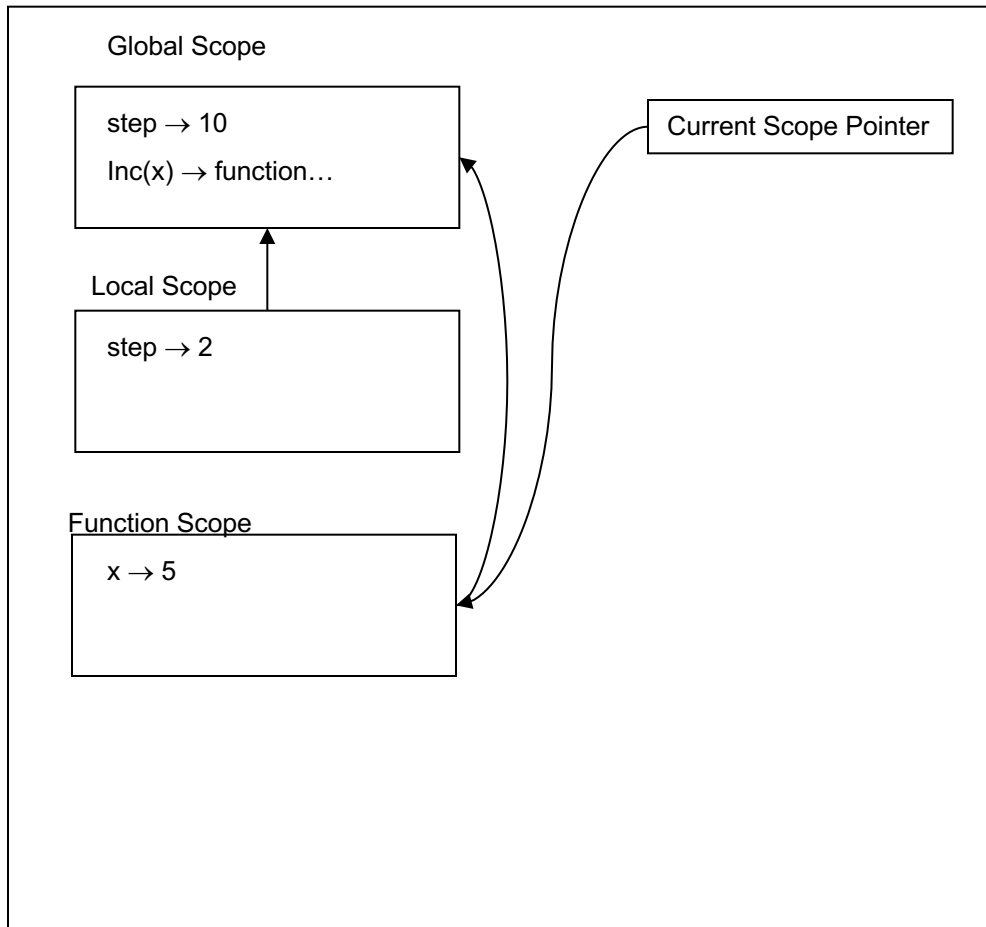 Global Scope
step → 10
Inc(x) → function…
Current Scope Pointer
Local Scope
step → 2
Function Scope
x → 5